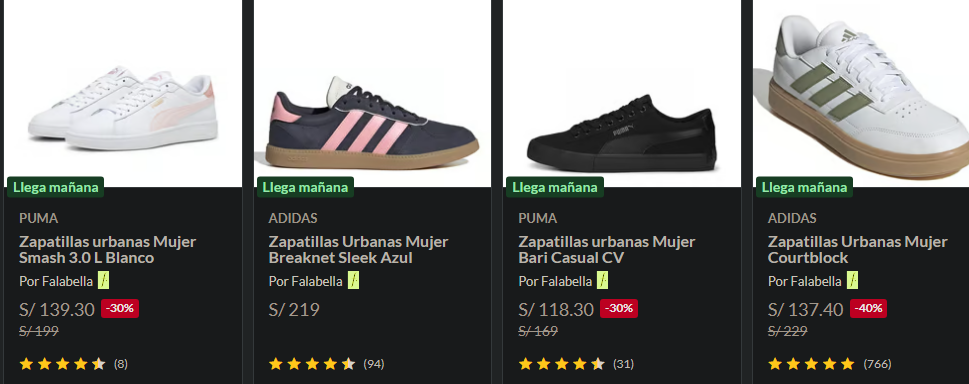 Llega mañana
PUMA
Zapatillas urbanas Mujer
Smash 3.0 L Blanco
Por Falabella
S/ 139.30 -30%
S/ 199
(8)
Llega mañana
ADIDAS
Zapatillas Urbanas Mujer
Breaknet Sleek Azul
Por Falabella
S/ 219
(94)
PUMA
Llega mañana
PUMA
Zapatillas urbanas Mujer
Bari Casual CV
Por Falabella
S/ 118.30 -30%
S/ 169
(31)
Llega mañana
ADIDAS
Zapatillas Urbanas Mujer
Courtblock
Por Falabella
S/ 137.40 -40%
S/ 229
(766)